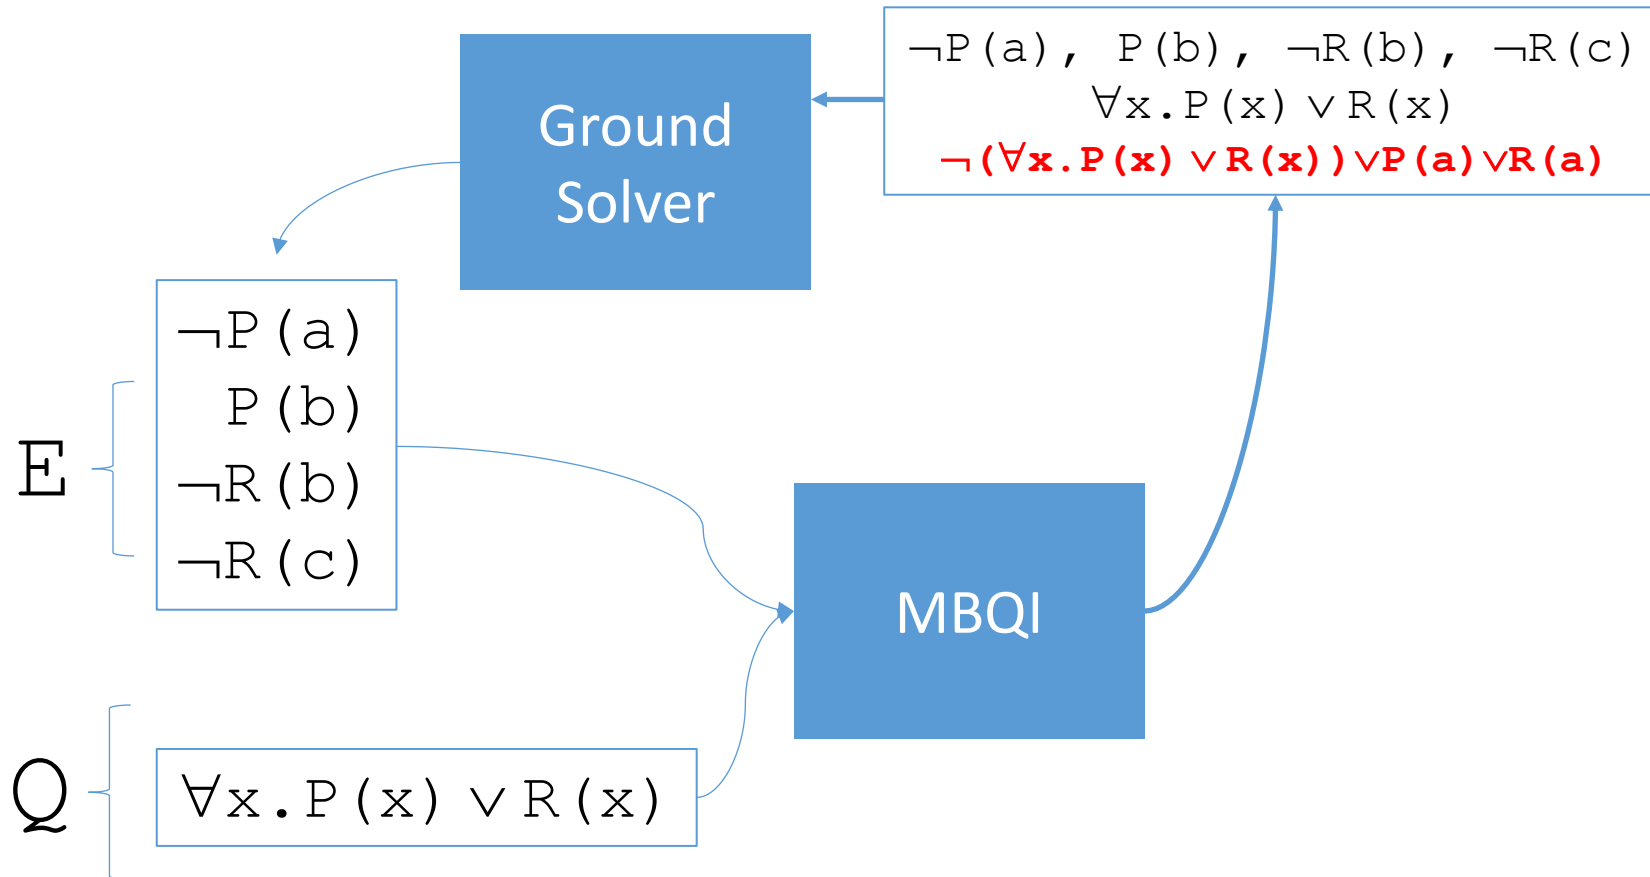 ¬P(a), P(b), ¬R(b), ¬R(c)
∀x.P(x) ∨ R(x)
¬(∀x.P(x) ∨ R(x))∨P(a)∨R(a)
Ground
Solver
¬P(a)
P(b)
¬R(b)
¬R(c)
E
MBQI
Q
∀x.P(x) ∨ R(x)